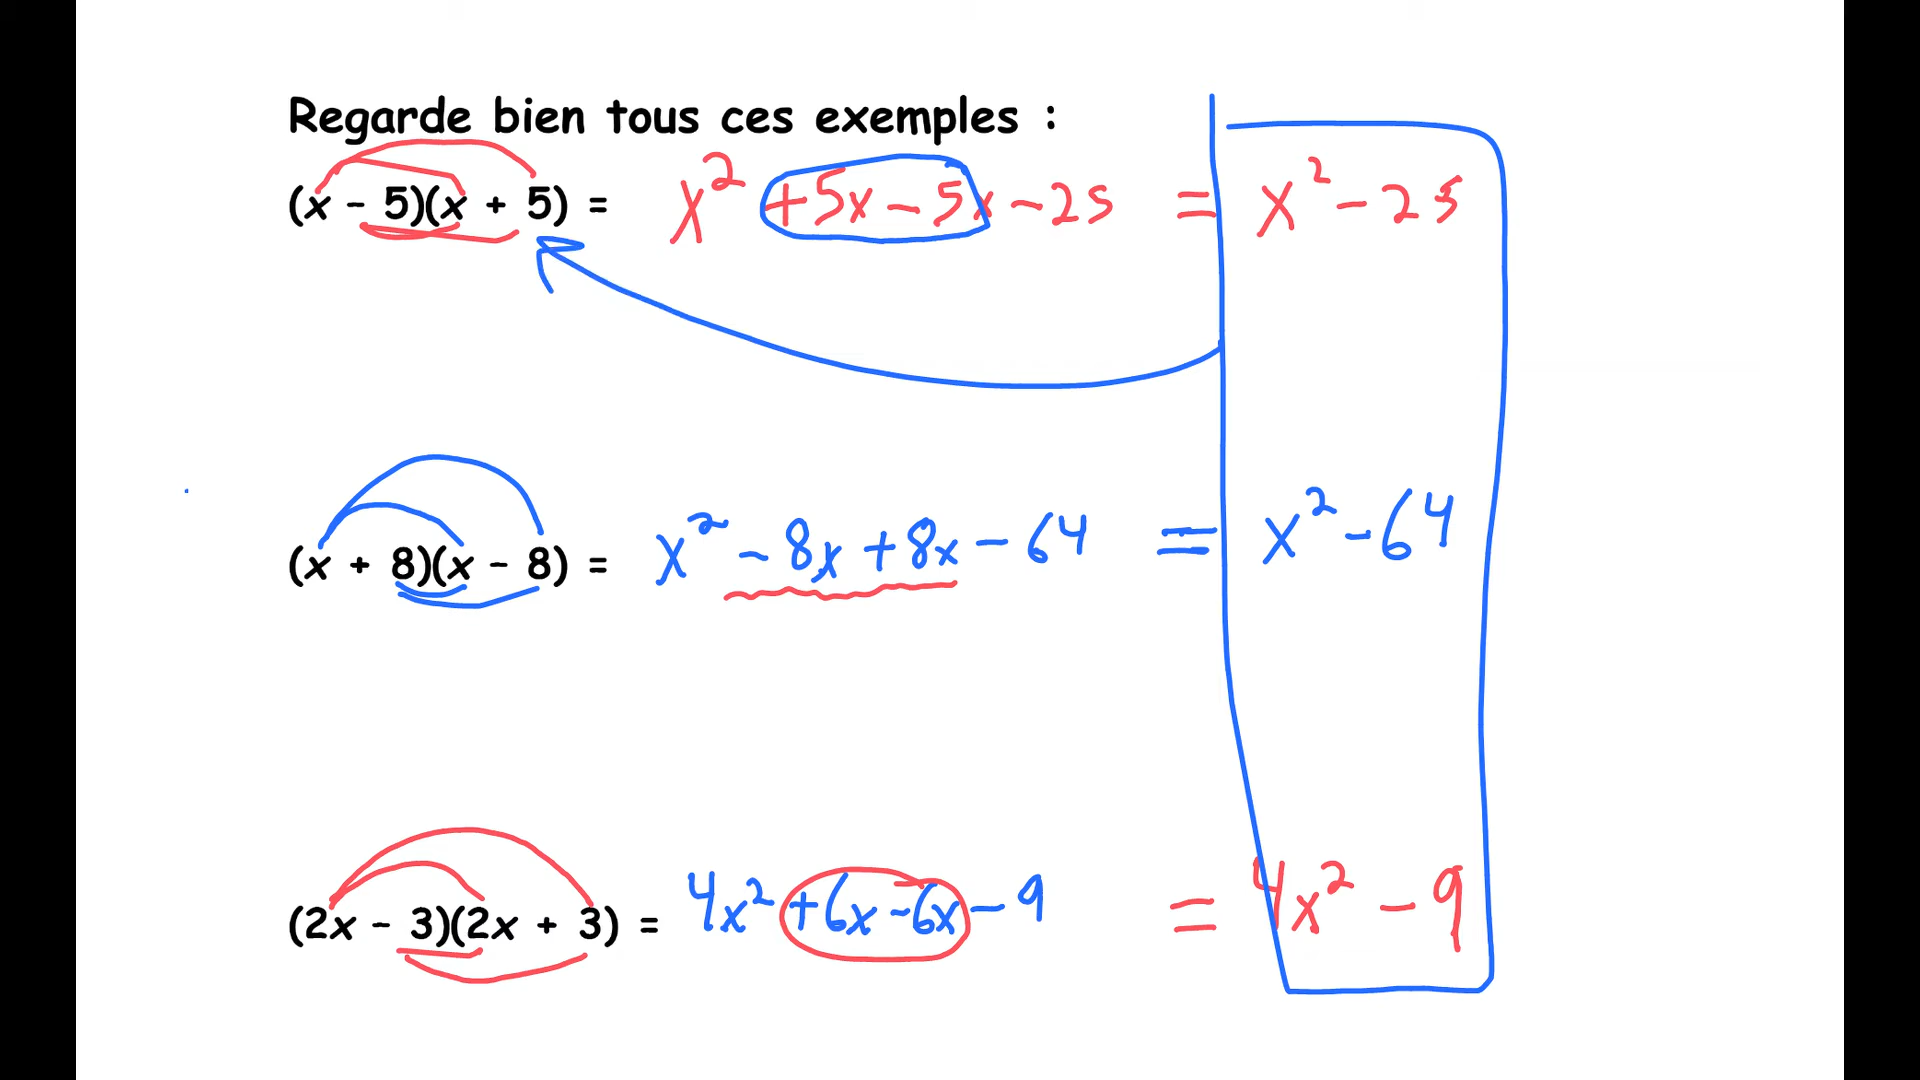 Regarde bien tous ces exemples :
(x - 5)(x + 5) = x² +5x - 5x - 25 = x² - 25
(x + 8)(x - 8) = x² - 8x + 8x - 64 = x² - 64
(2x - 3)(2x + 3) = 4x² +6x - 6x - 9 = 4x² - 9